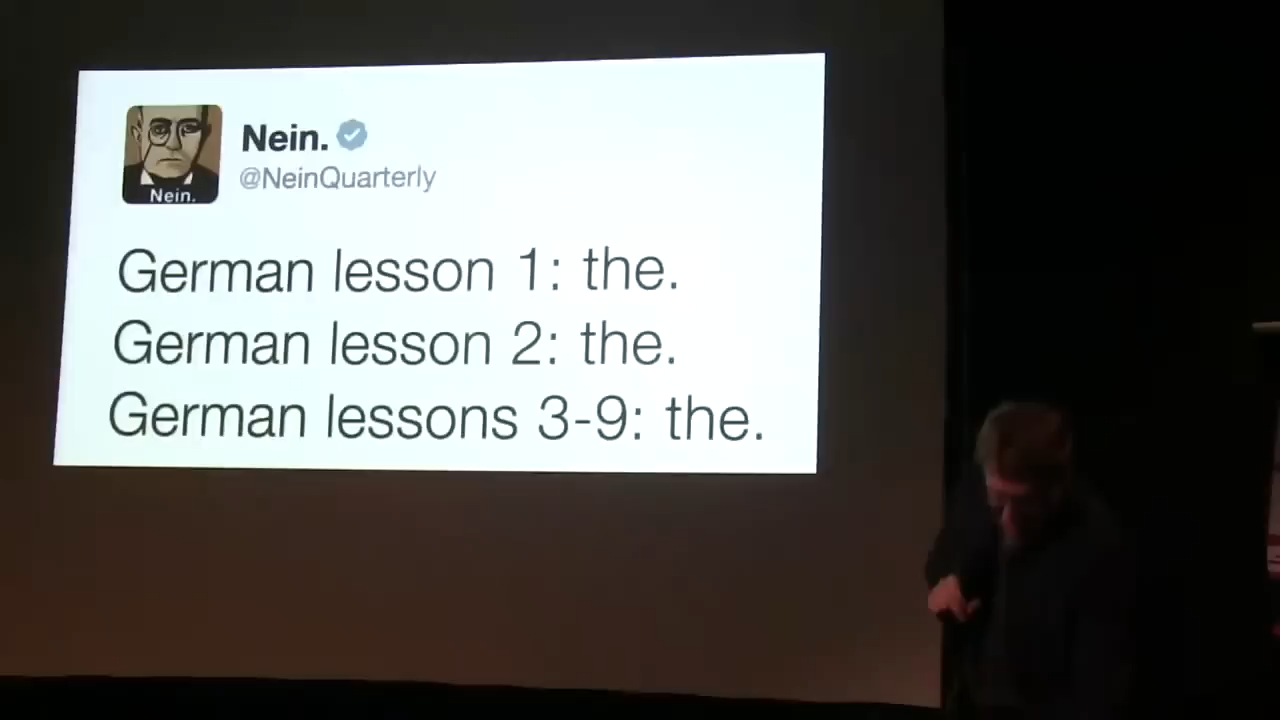 Nein.
@NeinQuarterly
Nein.
German lesson 1: the.
German lesson 2: the.
German lessons 3-9: the.